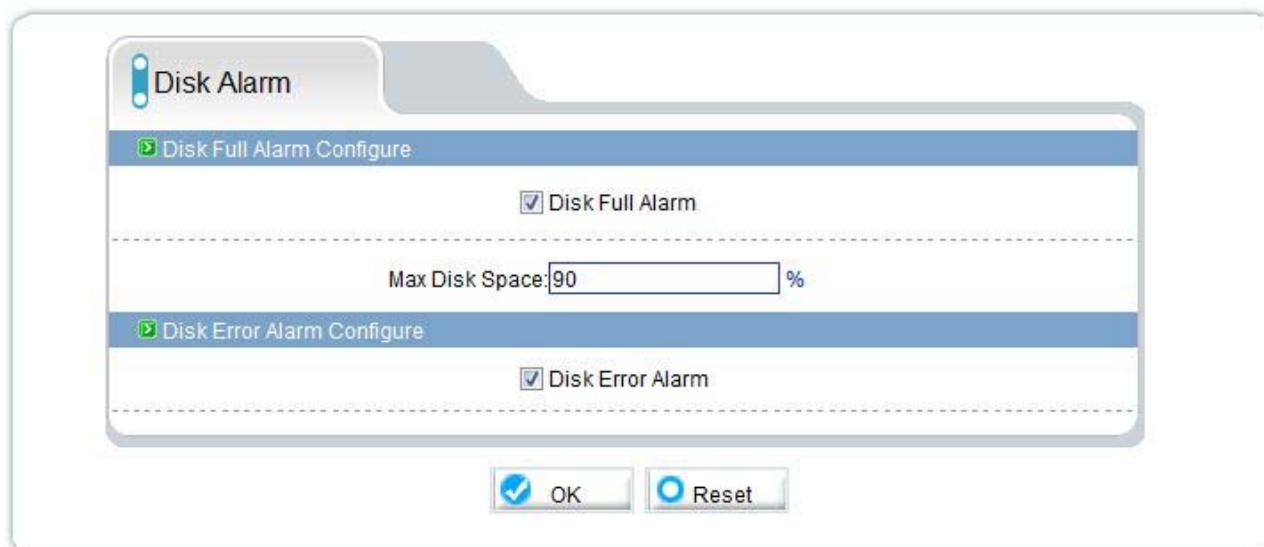 Disk Alarm
Disk Full Alarm Configure
Disk Full Alarm
Max Disk Space:90 %
Disk Error Alarm Configure
Disk Error Alarm
OK Reset